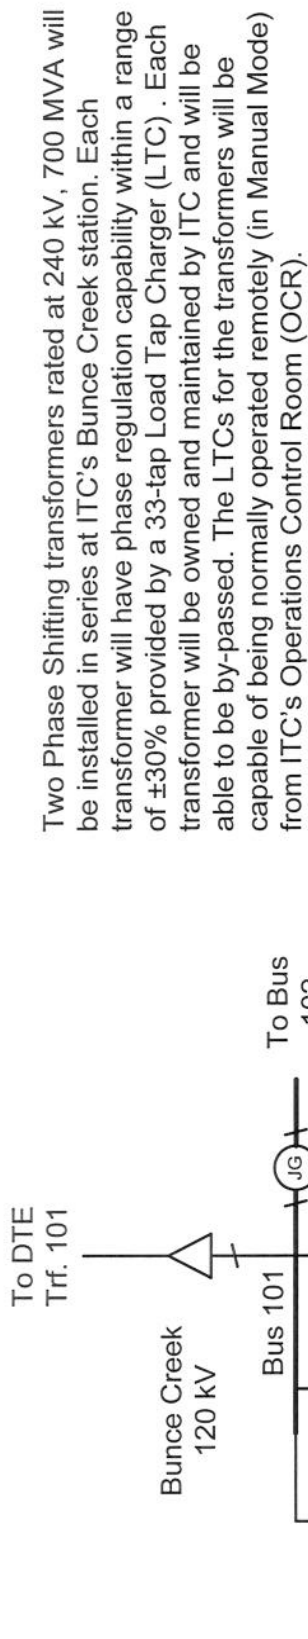 Two Phase Shifting transformers rated at 240 kV, 700 MVA will
be installed in series at ITC's Bunce Creek station. Each
transformer will have phase regulation capability within a range
of ±30% provided by a 33-tap Load Tap Charger (LTC) . Each
transformer will be owned and maintained by ITC and will be
able to be by-passed. The LTCs for the transformers will be
capable of being normally operated remotely (in Manual Mode)
from ITC's Operations Control Room (OCR).
To DTE
Trf. 101
Bunce Creek
120 kV
Bus 101
JG
To Bus